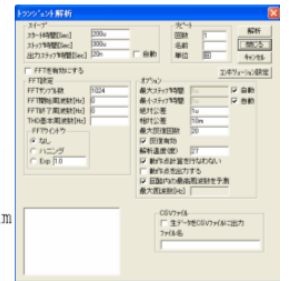 トランジェント解析
スイープ
スタート時間[Sec] 200u
ステップ時間[Sec] 300u
出力ステップ時間[Sec] 20n 自動
リピート
回数 1
名前
単位
解析
閉じる
キャンセル
FFTを有効にする
コンボリューション設定
FFT設定
FFTサンプル数 1024
FFT開始周波数[Hz] 0
FFT終了周波数[Hz] 0
THD基本周波数[Hz]
FFTウィンドウ
なし
ハニング
Exp 1.0
オプション
最大ステップ時間 自動
最小ステップ時間 自動
絶対公差 1u
相対公差 10m
最大反復回数 20
圧復有効
解析温度(度) 27
動作点計算を行なわない
動作点を出力する
回路内の最高周波数を予測
最大周波数[Hz]
m
CSVファイル
生データをCSVファイルに出力
ファイル名